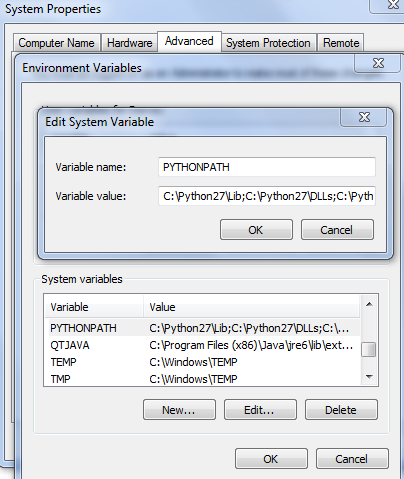 System Properties
Computer Name Hardware Advanced System Protection Remote
Environment Variables
Edit System Variable
Variable name: PYTHONPATH
Variable value: C:\Python27\Lib;C:\Python27\DLLs;C:\Pyth
OK Cancel
System variables
Variable Value
PYTHONPATH C:\Python27\Lib;C:\Python27\DLLs;C:\...
QTJAVA C:\Program Files (x86)\Java\jre6\lib\ext...
TEMP C:\Windows\TEMP
TMP C:\Windows\TEMP
New... Edit... Delete
OK Cancel